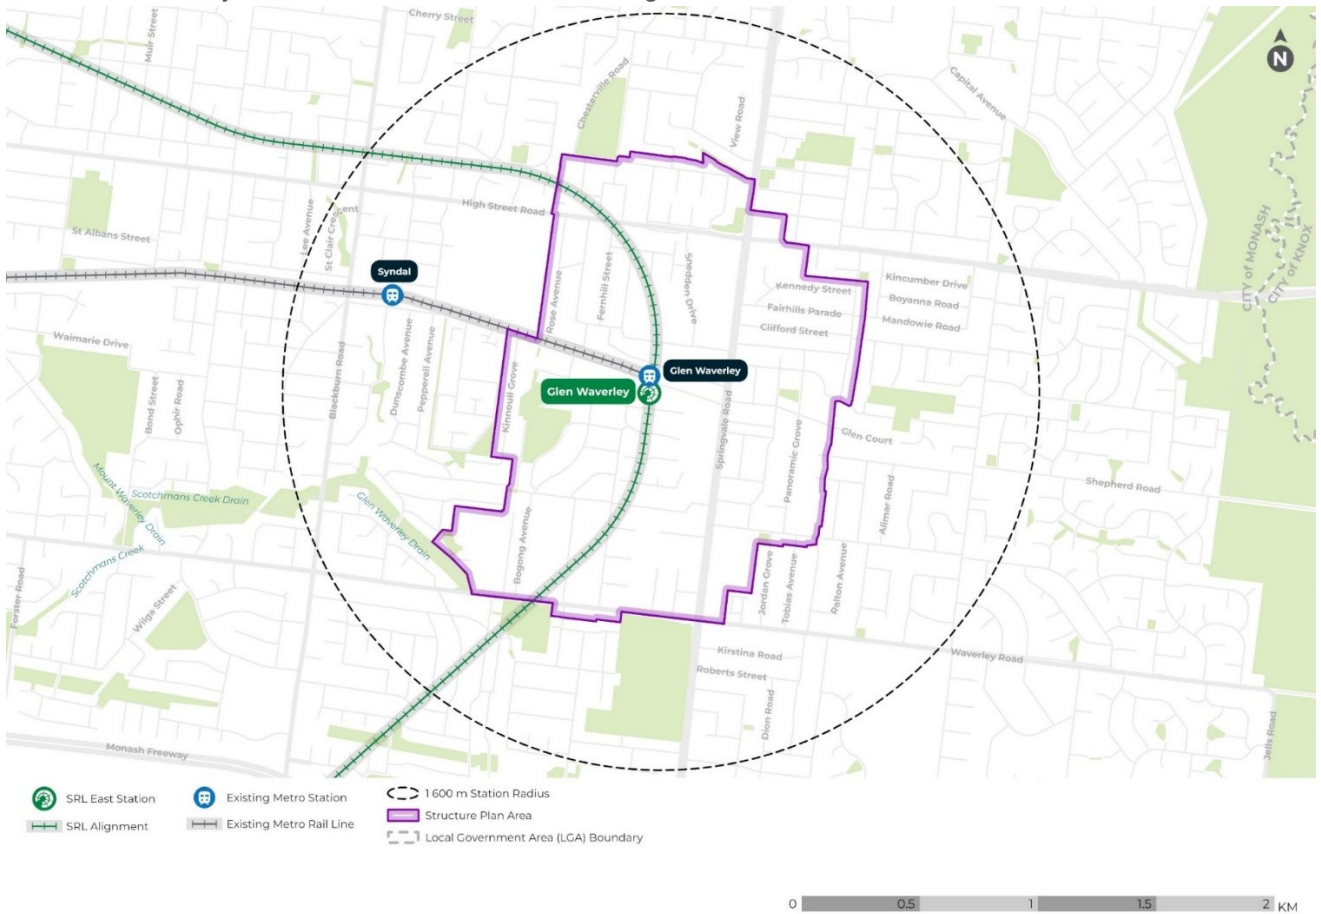 Cherry Street
Muir Street
Chesterville Road
View Road
Capital Avenue
N
High Street Road
St Albans Street
Lee Avenue
St Clair Crescent
CITY of MONASH
CITY of KNOX
Syndal
Rose Avenue
Fernhill Street
Snedden Drive
Kennedy Street
Kincumber Drive
Boyanna Road
Fairhills Parade
Mandowie Road
Clifford Street
Waimarie Drive
Bond Street
Ophir Road
Blackburn Road
Dunscombe Avenue
Pepperell Avenue
Kinnoull Grove
Glen Waverley
Glen Waverley
Springvale Road
Panoramic Grove
Glen Court
Allmar Road
Shepherd Road
Mount Waverley Drain
Scotchmans Creek Drain
Glen Waverley Drain
Scotchmans Creek
Bogong Avenue
Forster Road
Wilga Street
Jordan Grove
Tobias Avenue
Ralton Avenue
Kirstina Road
Waverley Road
Roberts Street
Dion Road
Jells Road
Monash Freeway
SRL East Station
Existing Metro Station
1 600 m Station Radius
SRL Alignment
Existing Metro Rail Line
Structure Plan Area
Local Government Area (LGA) Boundary
0 0.5 1 1.5 2 KM